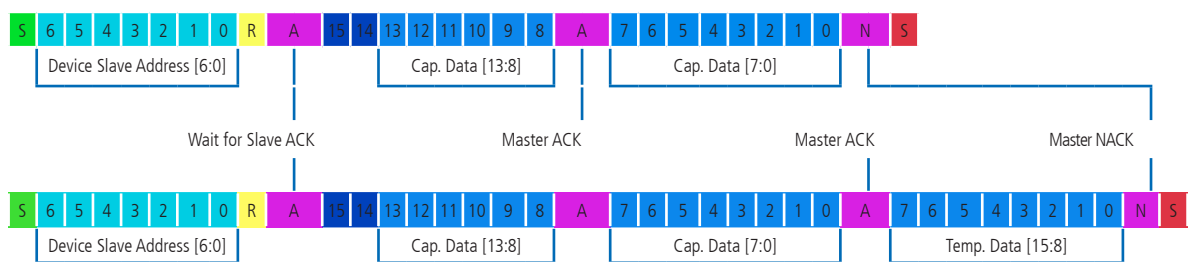 S 6 5 4 3 2 1 0 R A 15 14 13 12 11 10 9 8 A 7 6 5 4 3 2 1 0 N S
Device Slave Address [6:0] Cap. Data [13:8] Cap. Data [7:0]
Wait for Slave ACK Master ACK Master ACK Master NACK
S 6 5 4 3 2 1 0 R A 15 14 13 12 11 10 9 8 A 7 6 5 4 3 2 1 0 A 7 6 5 4 3 2 1 0 N S
Device Slave Address [6:0] Cap. Data [13:8] Cap. Data [7:0] Temp. Data [15:8]